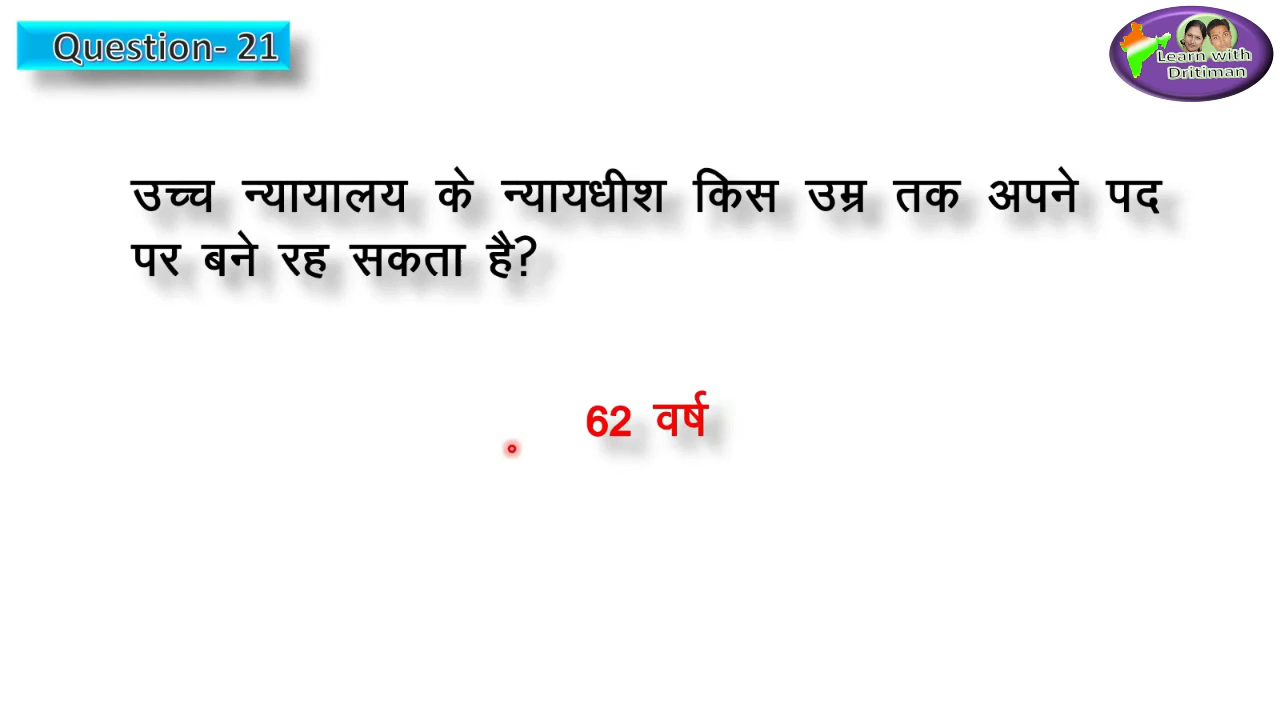 Question- 21
Learn with
Dritiman
उच्च न्यायालय के न्यायधीश किस उम्र तक अपने पद
पर बने रह सकता है?
62 वर्ष